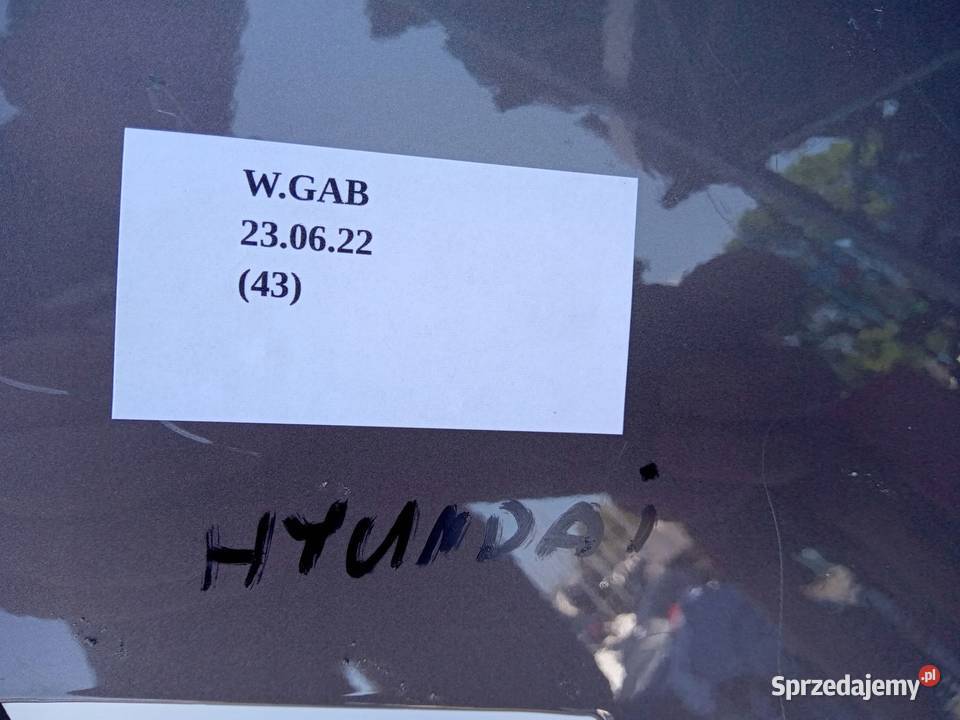 W.GAB
23.06.22
(43)
HYUNDAi
Sprzedajemy.pl